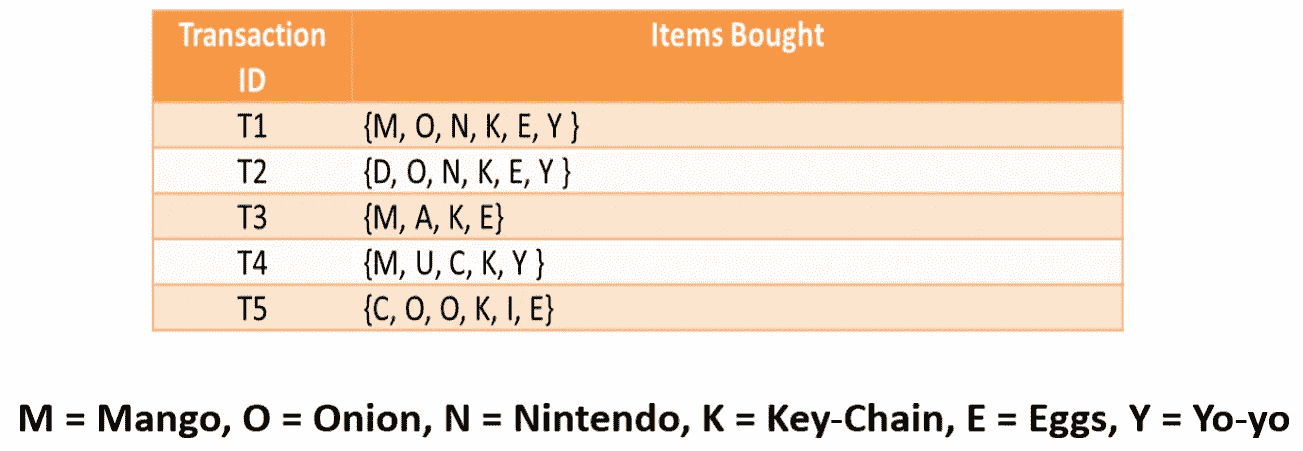 Transaction ID Items Bought
T1 {M, O, N, K, E, Y }
T2 {D, O, N, K, E, Y }
T3 {M, A, K, E}
T4 {M, U, C, K, Y }
T5 {C, O, O, K, I, E}
M = Mango, O = Onion, N = Nintendo, K = Key-Chain, E = Eggs, Y = Yo-yo